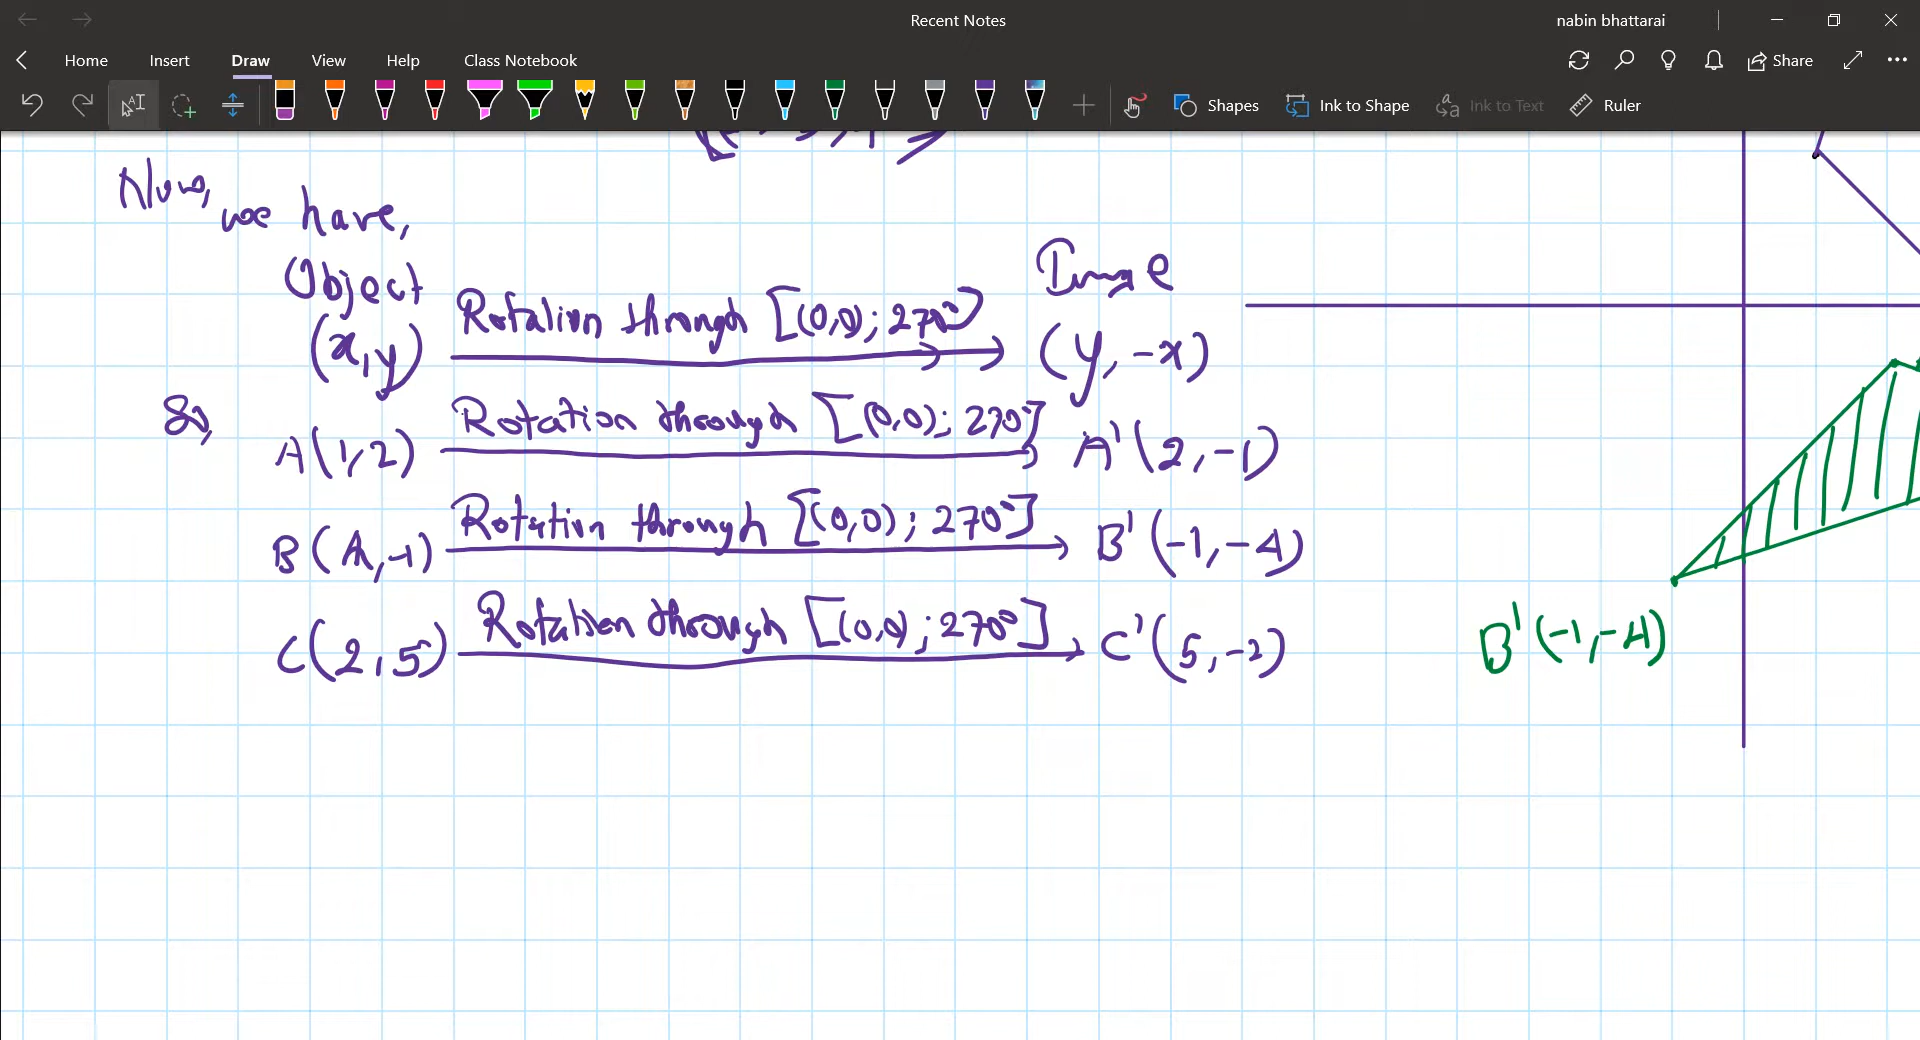 Recent Notes
nabin bhattarai
Home Insert Draw View Help Class Notebook
Share
Shapes Ink to Shape Ink to Text Ruler
Now, we have,
Object Image
(x,y) Rotation through [(0,0); 270°] (y, -x)
So,
A(1,2) Rotation through [(0,0); 270°] A'(2,-1)
B(4,-1) Rotation through [(0,0); 270°] B'(-1,-4)
C(2,5) Rotation through [(0,0); 270°] C'(5,-2)
B'(-1,-4)